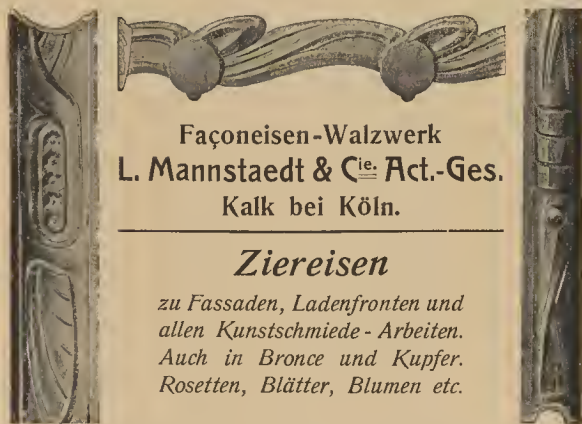 Façoneisen-Walzwerk
L. Mannstaedt & Cie. Act.-Ges.
Kalk bei Köln.
Ziereisen
zu Fassaden, Ladenfronten und
allen Kunstschmiede-Arbeiten.
Auch in Bronce und Kupfer.
Rosetten, Blätter, Blumen etc.